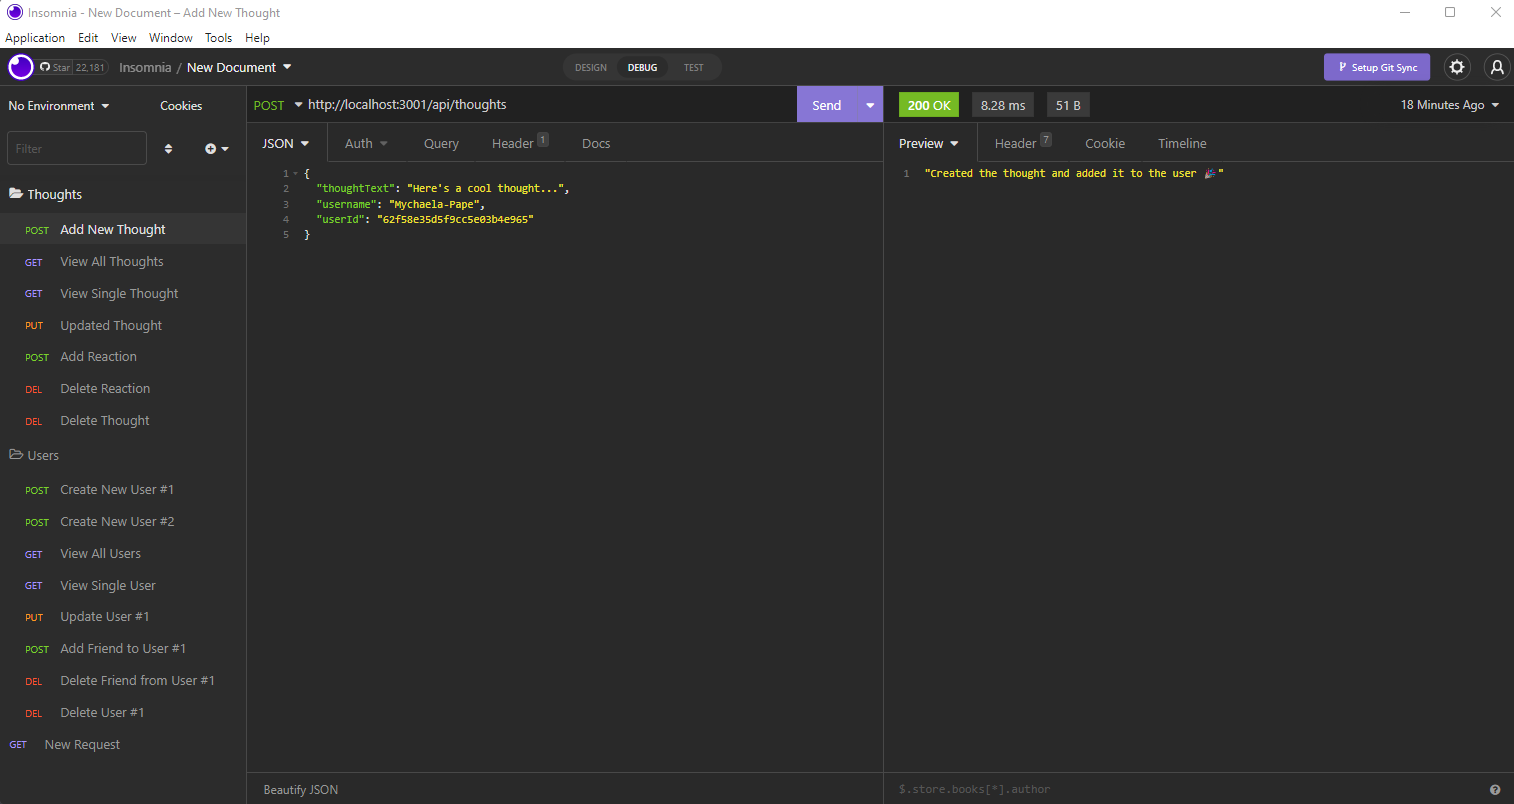 Insomnia - New Document – Add New Thought
Application Edit View Window Tools Help
Star 22,181 Insomnia / New Document DESIGN DEBUG TEST Setup Git Sync
No Environment Cookies
Filter
Thoughts
POST Add New Thought
GET View All Thoughts
GET View Single Thought
PUT Updated Thought
POST Add Reaction
DEL Delete Reaction
DEL Delete Thought
Users
POST Create New User #1
POST Create New User #2
GET View All Users
GET View Single User
PUT Update User #1
POST Add Friend to User #1
DEL Delete Friend from User #1
DEL Delete User #1
GET New Request
POST http://localhost:3001/api/thoughts Send
JSON Auth Query Header 1 Docs
1 {
2 "thoughtText": "Here's a cool thought...",
3 "username": "Mychaela-Pape",
4 "userId": "62f58e35d5f9cc5e03b4e965"
5 }
Beautify JSON
200 OK 8.28 ms 51 B 18 Minutes Ago
Preview Header 7 Cookie Timeline
1 "Created the thought and added it to the user 🎉"
$.store.books[*].author